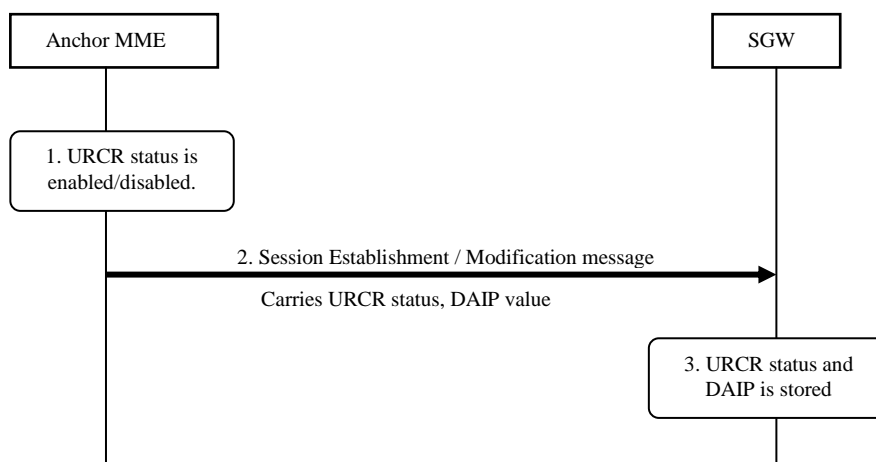 Anchor MME
SGW
1. URCR status is
enabled/disabled.
2. Session Establishment / Modification message
Carries URCR status, DAIP value
3. URCR status and
DAIP is stored